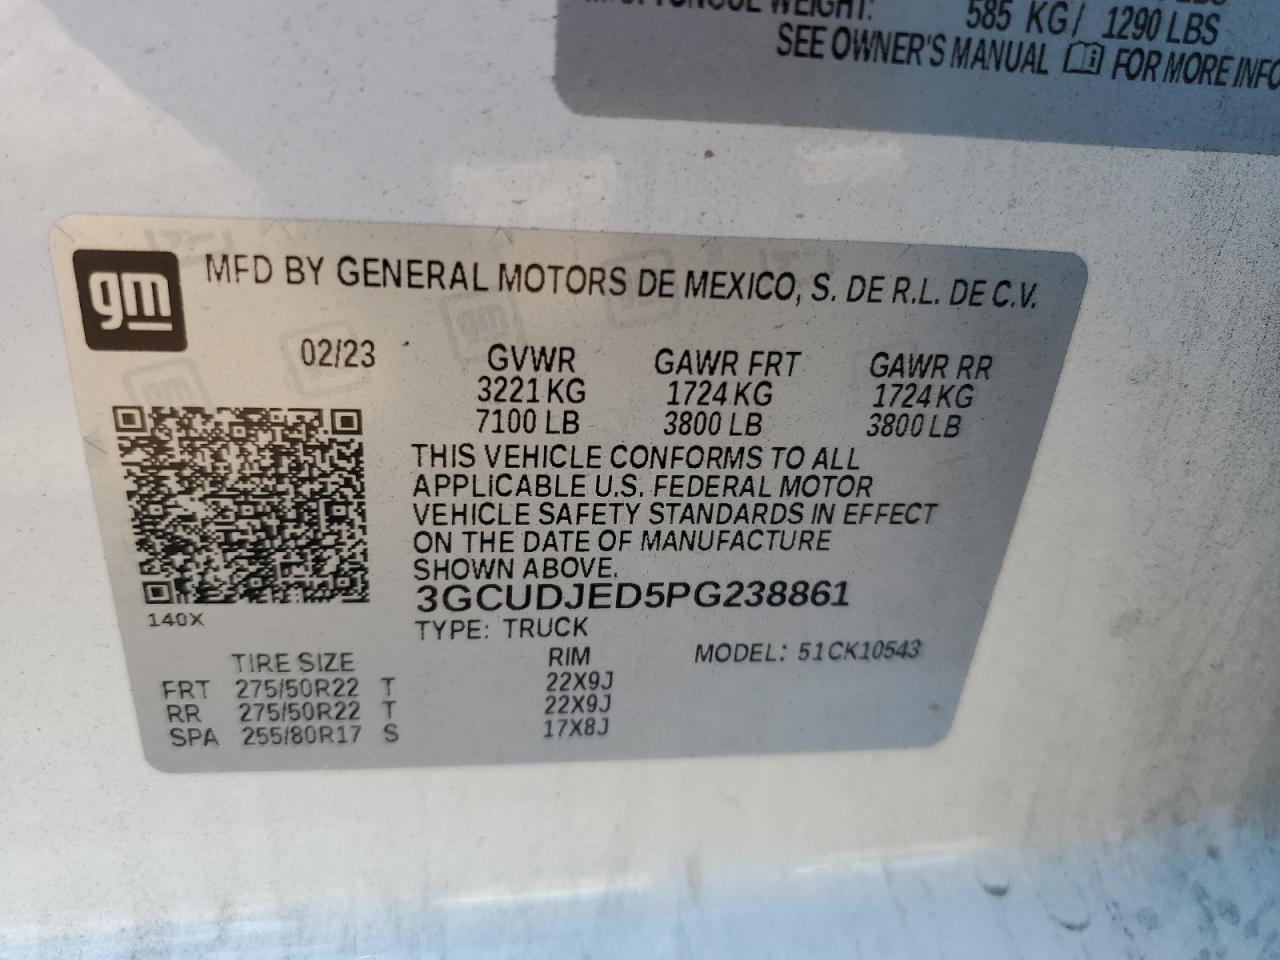 TONGUE WEIGHT: 585 KG/ 1290 LBS
SEE OWNER'S MANUAL FOR MORE INFO
gm
MFD BY GENERAL MOTORS DE MEXICO, S. DE R.L. DE C.V.
02/23 GVWR GAWR FRT GAWR RR
3221 KG 1724 KG 1724 KG
7100 LB 3800 LB 3800 LB
THIS VEHICLE CONFORMS TO ALL
APPLICABLE U.S. FEDERAL MOTOR
VEHICLE SAFETY STANDARDS IN EFFECT
ON THE DATE OF MANUFACTURE
SHOWN ABOVE.
3GCUDJED5PG238861
140X
TYPE: TRUCK
TIRE SIZE RIM MODEL: 51CK10543
FRT 275/50R22 T 22X9J
RR 275/50R22 T 22X9J
SPA 255/80R17 S 17X8J